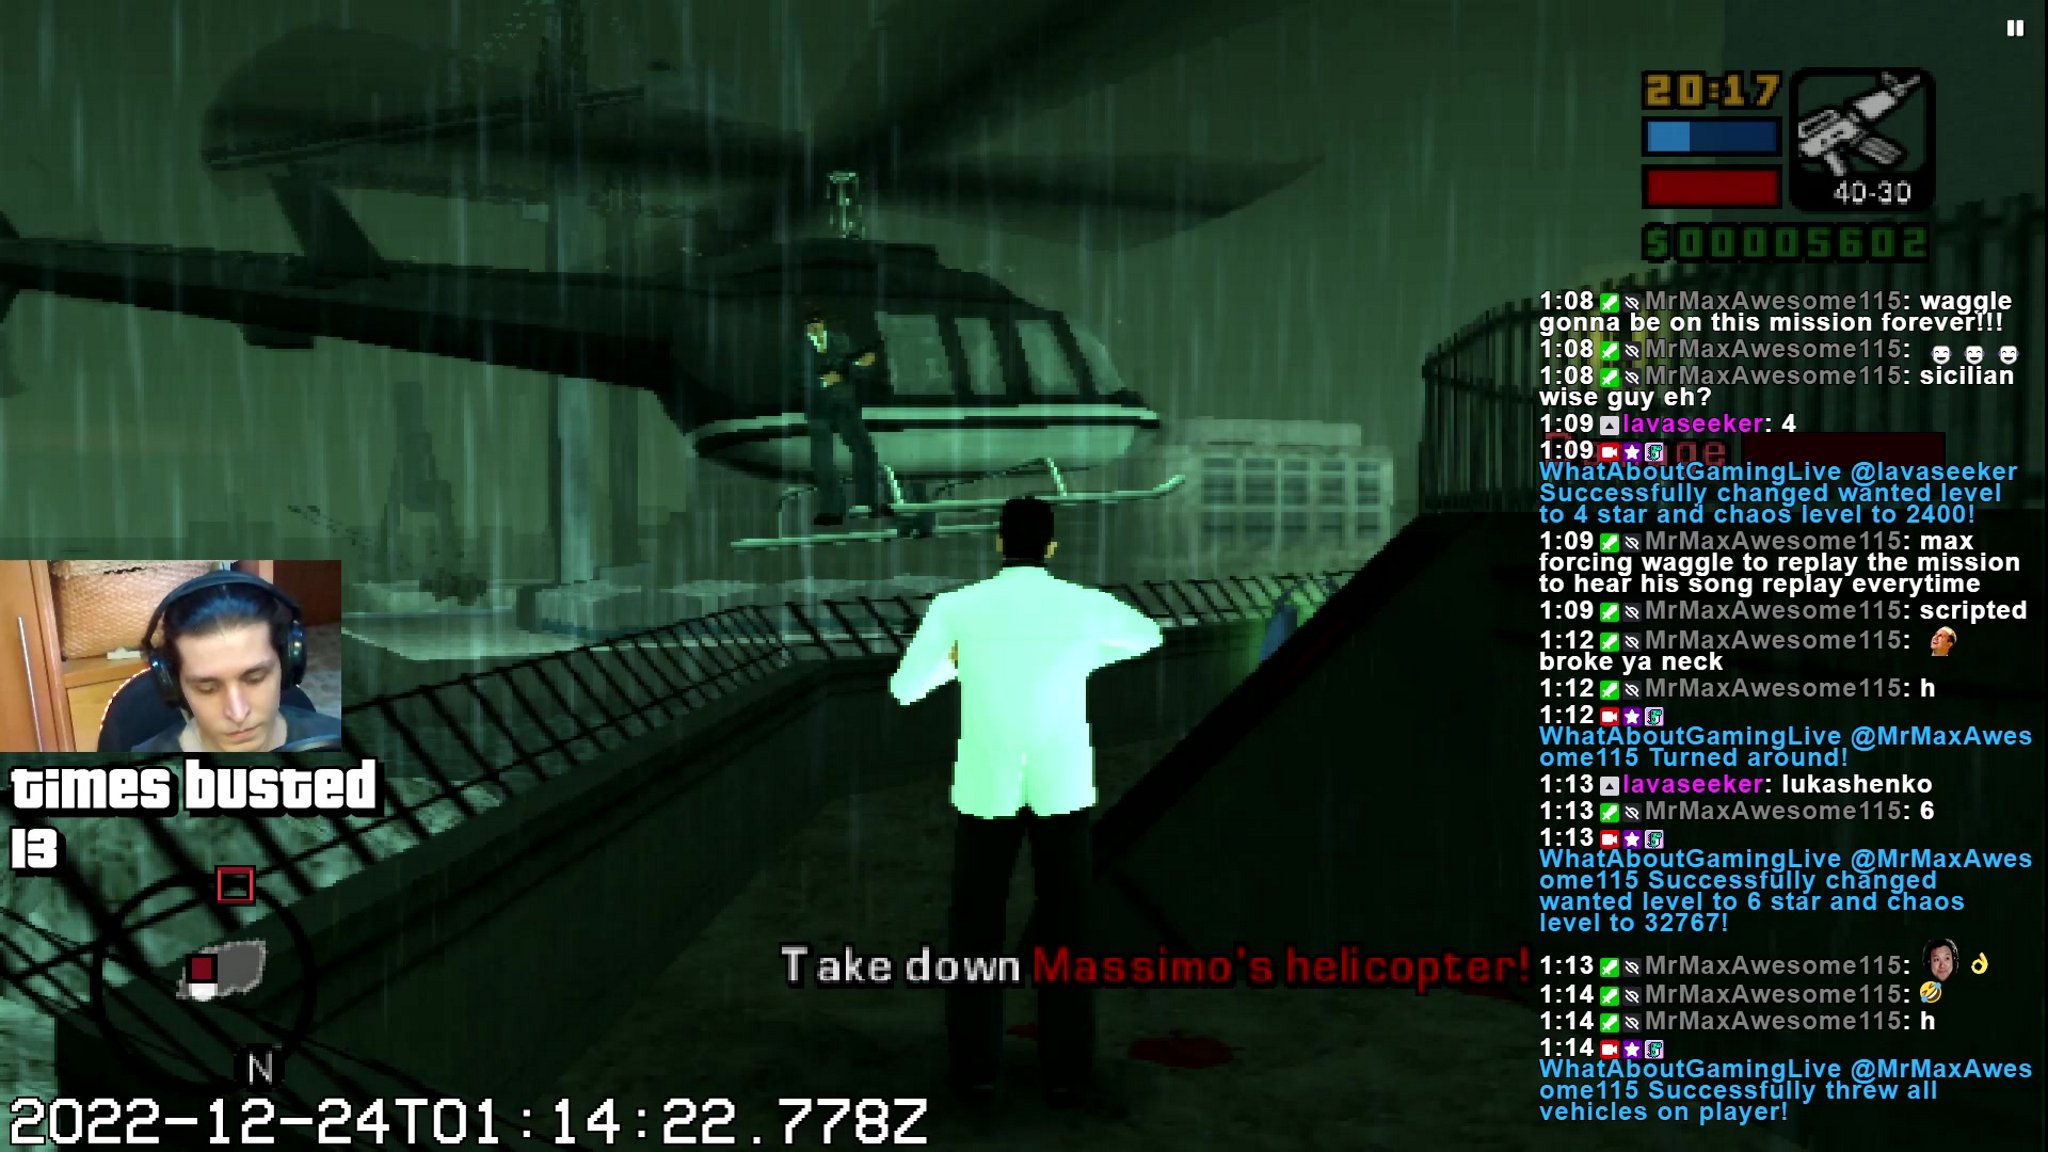 20:17
40-30
$00005602
1:08 MrMaxAwesome115: waggle
gonna be on this mission forever!!!
1:08 MrMaxAwesome115:
1:08 MrMaxAwesome115: sicilian
wise guy eh?
1:09 lavaseeker: 4
1:09
WhatAboutGamingLive @lavaseeker
Successfully changed wanted level
to 4 star and chaos level to 2400!
1:09 MrMaxAwesome115: max
forcing waggle to replay the mission
to hear his song replay everytime
1:09 MrMaxAwesome115: scripted
1:12 MrMaxAwesome115:
broke ya neck
1:12 MrMaxAwesome115: h
1:12
WhatAboutGamingLive @MrMaxAwes
ome115 Turned around!
1:13 lavaseeker: lukashenko
1:13 MrMaxAwesome115: 6
1:13
WhatAboutGamingLive @MrMaxAwes
ome115 Successfully changed
wanted level to 6 star and chaos
level to 32767!
1:13 MrMaxAwesome115: 👌
1:14 MrMaxAwesome115: 🤣
1:14 MrMaxAwesome115: h
1:14
WhatAboutGamingLive @MrMaxAwes
ome115 Successfully threw all
vehicles on player!
times busted
13
N
Take down Massimo's helicopter!
2022-12-24T01:14:22.778Z